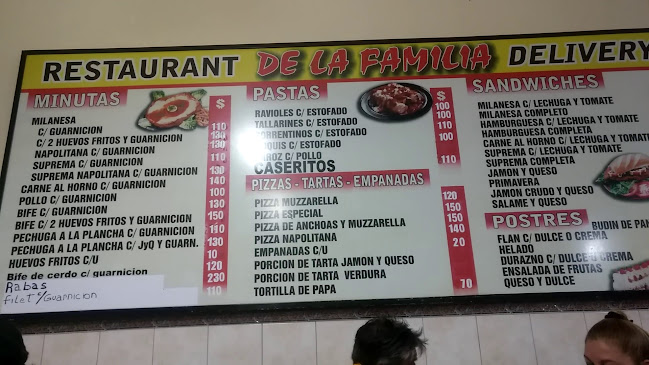 RESTAURANT DE LA FAMILIA DELIVERY
MINUTAS
$
MILANESA
C/ GUARNICION 110
C/ 2 HUEVOS FRITOS Y GUARNICION 130
NAPOLITANA C/ GUARNICION 130
SUPREMA C/ GUARNICION 110
SUPREMA NAPOLITANA C/ GUARNICION 130
CARNE AL HORNO C/ GUARNICION 140
POLLO C/ GUARNICION 100
BIFE C/ GUARNICION 130
BIFE C/ 2 HUEVOS FRITOS Y GUARNICION 150
PECHUGA A LA PLANCHA C/ GUARNICION 110
PECHUGA A LA PLANCHA C/ JyQ Y GUARN. 130
HUEVOS FRITOS C/U 10
Bife de cerdo c/ guarnicion 120
Rabas 230
FILET c/ GUARNICION 110
PASTAS
$
RAVIOLES C/ ESTOFADO 100
TALLARINES C/ ESTOFADO 100
C/ ESTOFADO 110
C/ ESTOFADO 100
C/ POLLO 110
CASERITOS
PIZZAS - TARTAS - EMPANADAS
PIZZA MUZZARELLA 120
PIZZA ESPECIAL 150
PIZZA DE ANCHOAS Y MUZZARELLA 150
PIZZA NAPOLITANA 140
EMPANADAS C/U 20
PORCION DE TARTA JAMON Y QUESO
PORCION DE TARTA VERDURA
TORTILLA DE PAPA 70
SANDWICHES
MILANESA C/ LECHUGA Y TOMATE
MILANESA COMPLETO
HAMBURGUESA C/ LECHUGA Y TOMATE
HAMBURGUESA COMPLETA
CARNE AL HORNO C/ LECHUGA Y TOMATE
SUPREMA C/ LECHUGA Y TOMATE
SUPREMA COMPLETA
JAMON Y QUESO
PRIMAVERA
JAMON CRUDO Y QUESO
SALAME Y QUESO
POSTRES
BUDIN DE PAN
FLAN C/ DULCE O CREMA
HELADO
DURAZNO C/ DULCE O CREMA
ENSALADA DE FRUTAS
QUESO Y DULCE